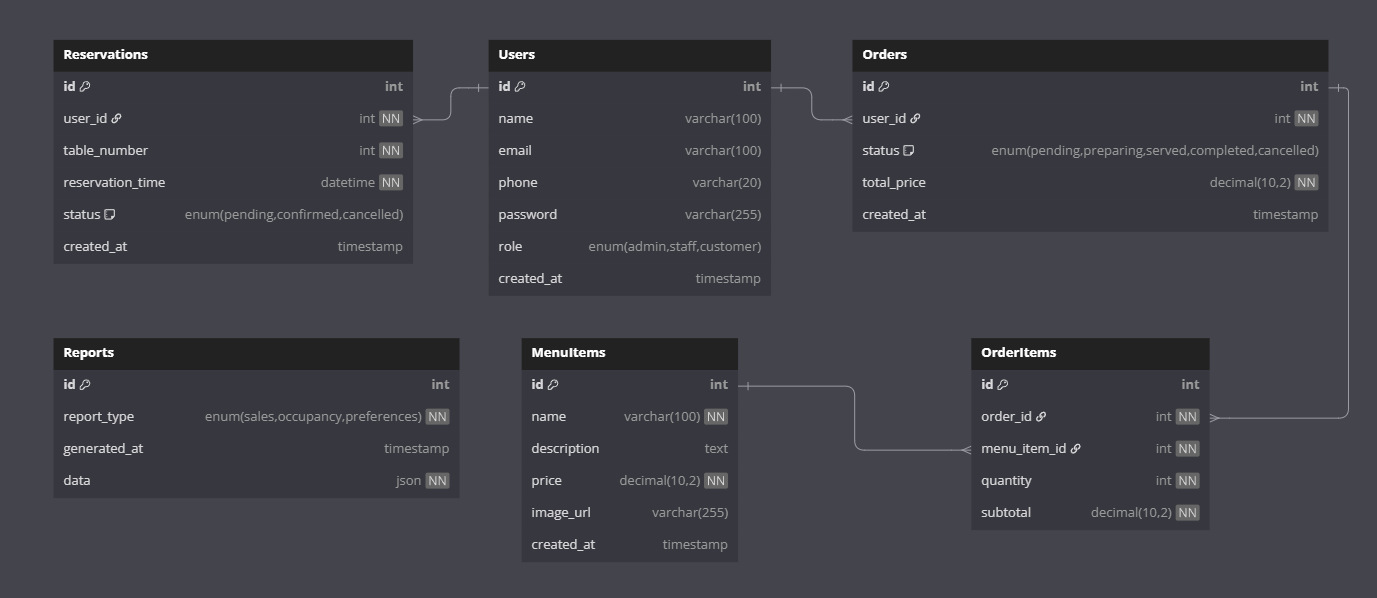 Reservations
id int
user_id int NN
table_number int NN
reservation_time datetime NN
status enum(pending,confirmed,cancelled)
created_at timestamp
Users
id int
name varchar(100)
email varchar(100)
phone varchar(20)
password varchar(255)
role enum(admin,staff,customer)
created_at timestamp
Orders
id int
user_id int NN
status enum(pending,preparing,served,completed,cancelled)
total_price decimal(10,2) NN
created_at timestamp
Reports
id int
report_type enum(sales,occupancy,preferences) NN
generated_at timestamp
data json NN
MenuItems
id int
name varchar(100) NN
description text
price decimal(10,2) NN
image_url varchar(255)
created_at timestamp
OrderItems
id int
order_id int NN
menu_item_id int NN
quantity int NN
subtotal decimal(10,2) NN